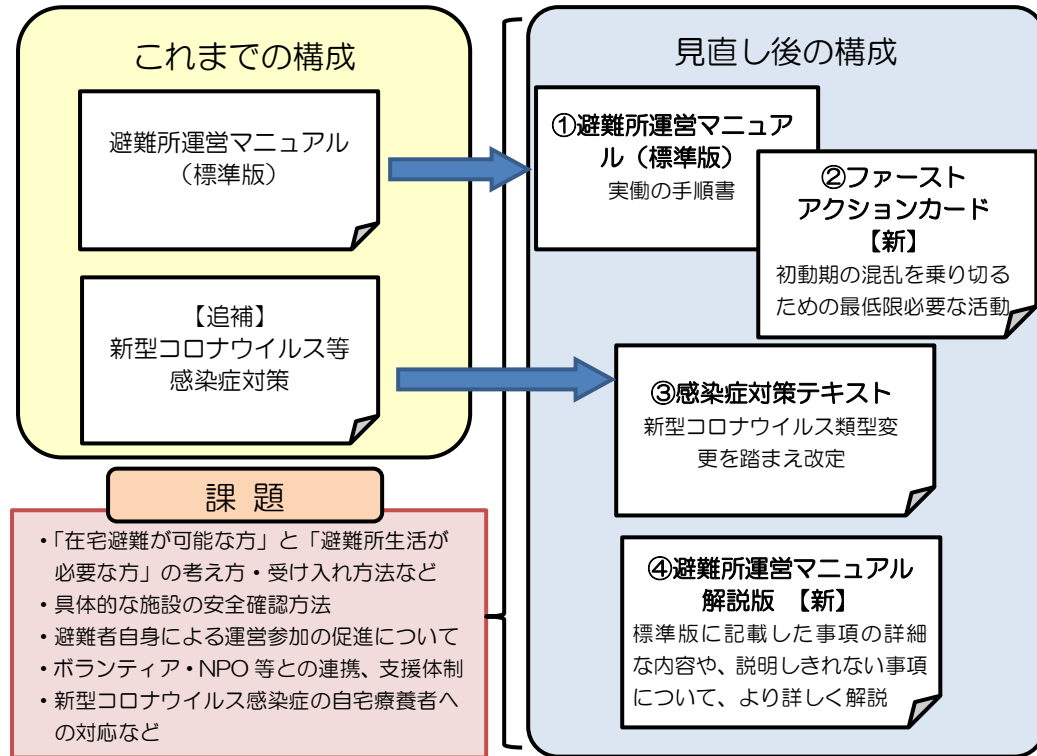 これまでの構成
避難所運営マニュアル
（標準版）
【追補】
新型コロナウイルス等
感染症対策
課 題
・「在宅避難が可能な方」と「避難所生活が
必要な方」の考え方・受け入れ方法など
・具体的な施設の安全確認方法
・避難者自身による運営参加の促進について
・ボランティア・NPO 等との連携、支援体制
・新型コロナウイルス感染症の自宅療養者へ
の対応など
見直し後の構成
①避難所運営マニュア
ル（標準版）
実働の手順書
②ファースト
アクションカード
【新】
初動期の混乱を乗り切る
ための最低限必要な活動
③感染症対策テキスト
新型コロナウイルス類型変
更を踏まえ改定
④避難所運営マニュアル
解説版 【新】
標準版に記載した事項の詳細
な内容や、説明しきれない事項
について、より詳しく解説